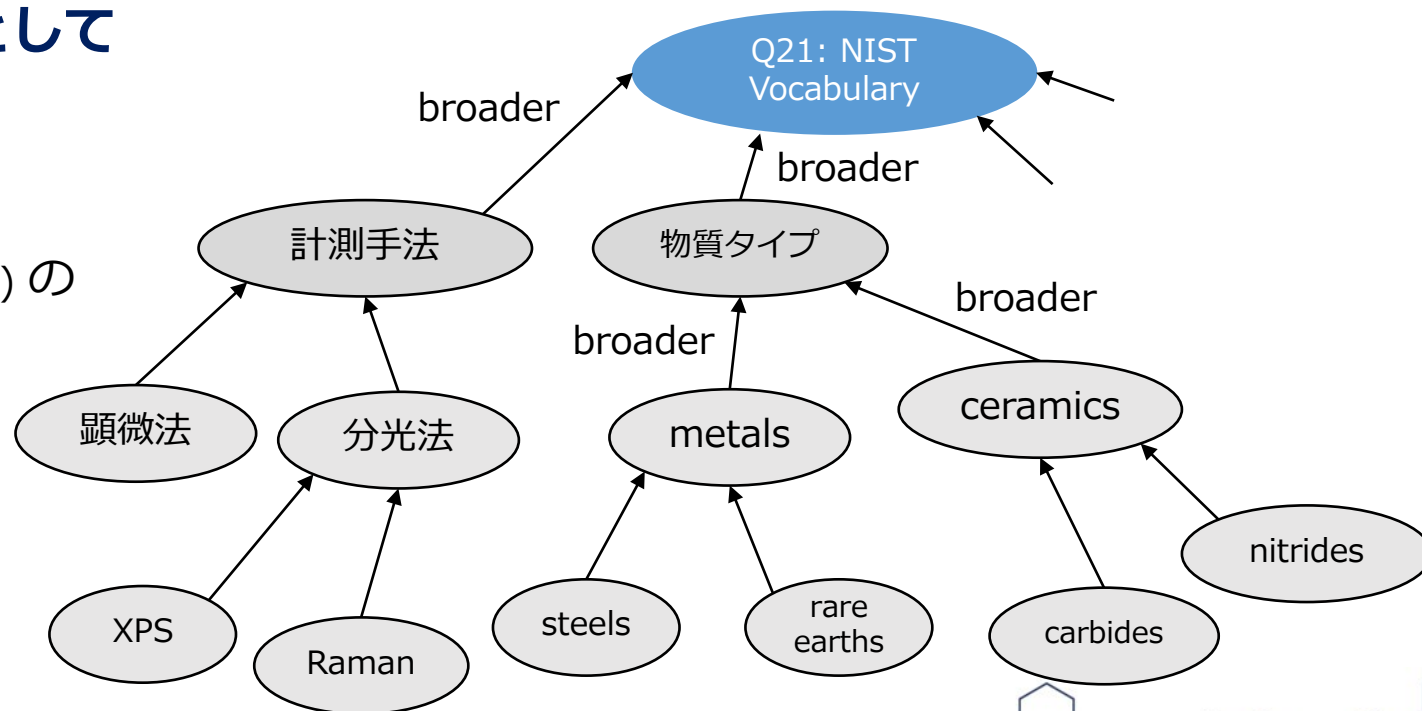 として
Q21: NIST
Vocabulary
broader
broader
計測手法
物質タイプ
)の
broader
broader
顕微法
分光法
metals
ceramics
nitrides
XPS
Raman
steels
rare
earths
carbides